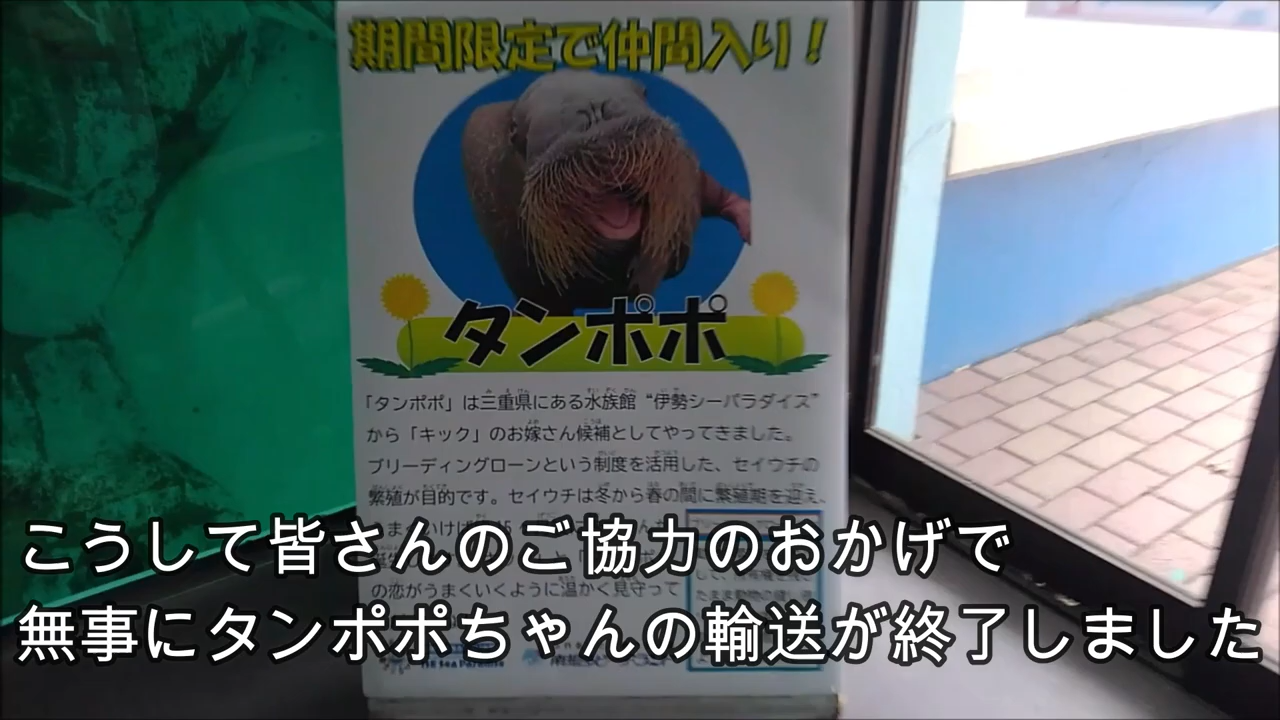 期間限定で仲間入り！
タンポポ
「タンポポ」は三重県にある水族館“伊勢シーパラダイス”
から「キック」のお嫁さん候補としてやってきました。
ブリーディングローンという制度を活用した、セイウチの
繁殖が目的です。セイウチは冬から春の間に繁殖期を迎え、
こうして皆さんのご協力のおかげで
の恋がうまくいくように温かく見守って
無事にタンポポちゃんの輸送が終了しました